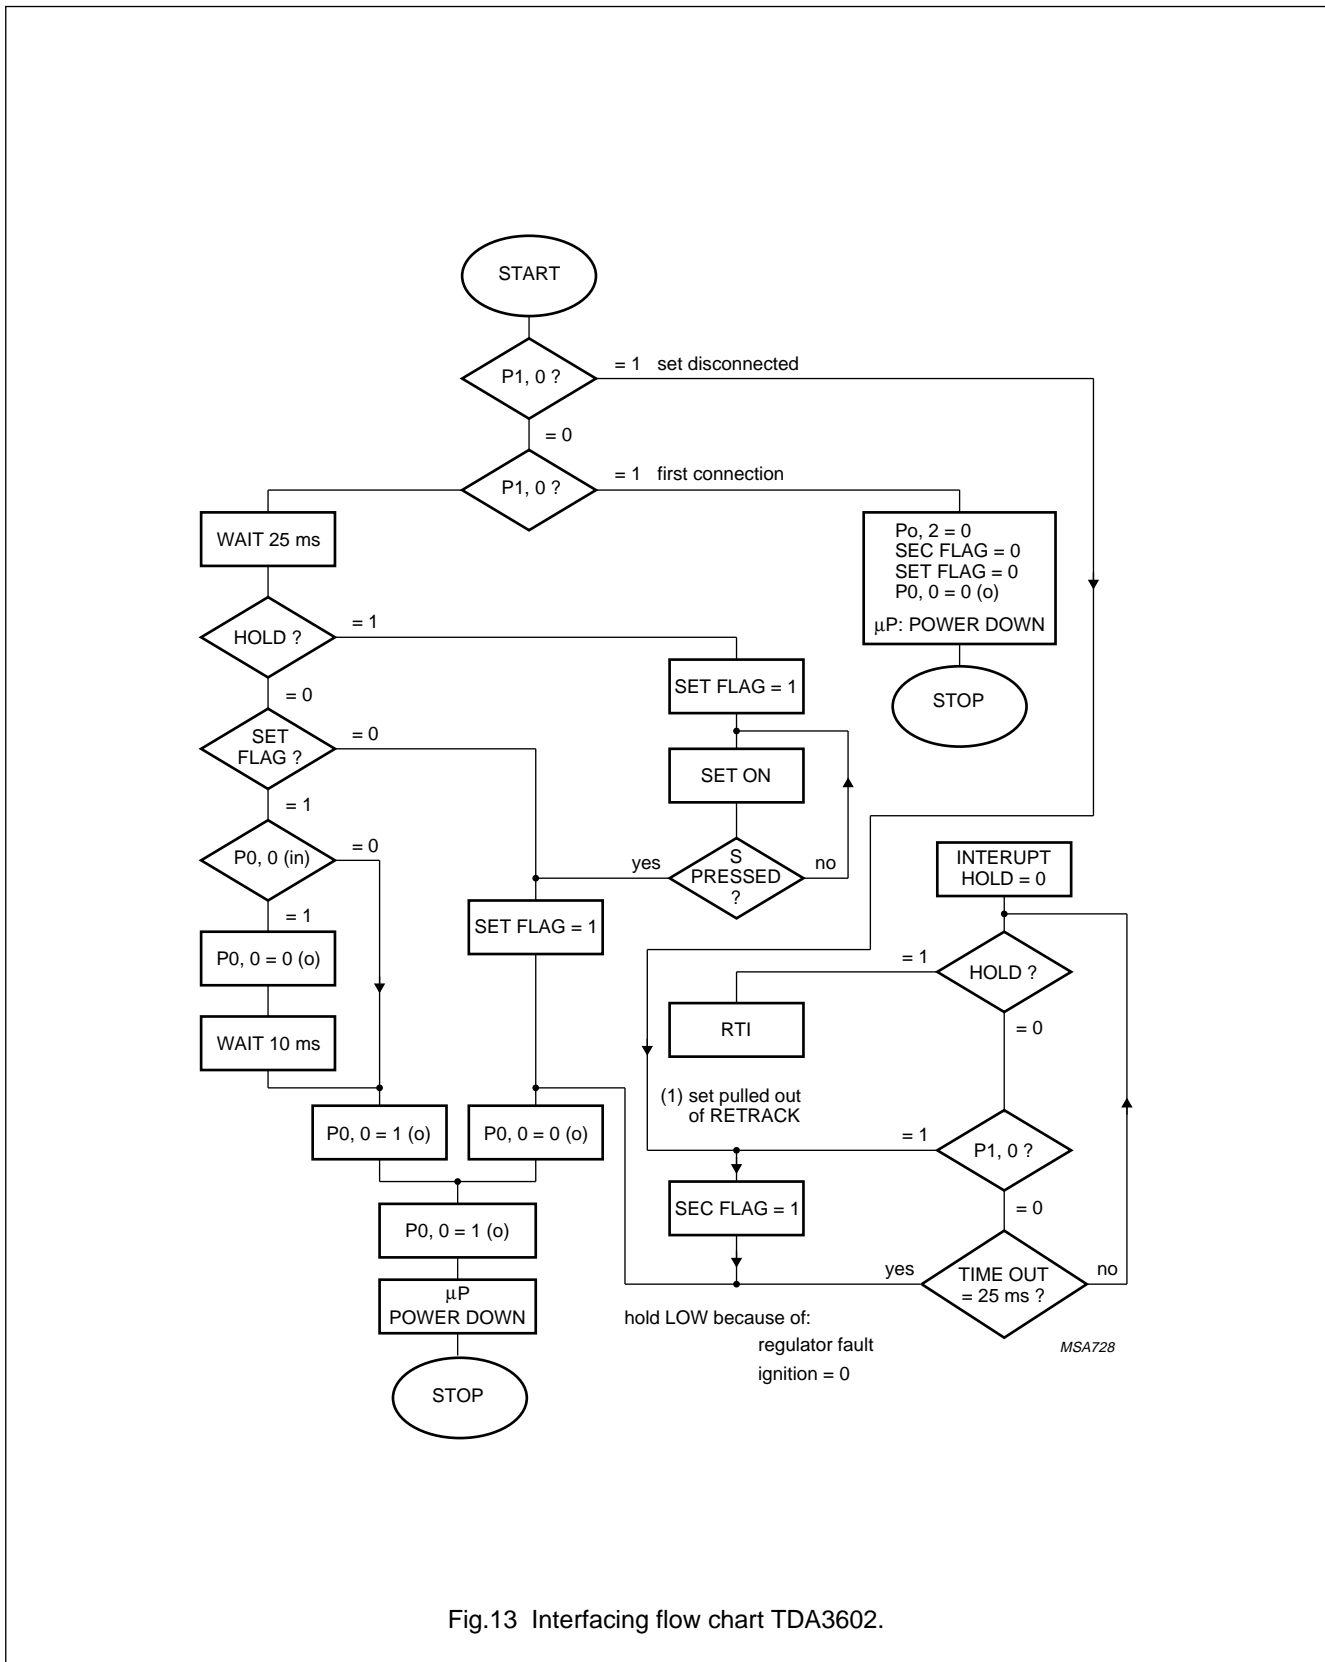 START
P1, 0 ?
= 1 set disconnected
= 0
P1, 0 ?
= 1 first connection
WAIT 25 ms
Po, 2 = 0
SEC FLAG = 0
SET FLAG = 0
P0, 0 = 0 (o)
μP: POWER DOWN
STOP
HOLD ?
= 1
= 0
SET FLAG = 1
SET
FLAG ?
= 0
= 1
SET ON
P0, 0 (in)
= 0
= 1
yes
S
PRESSED
?
no
INTERUPT
HOLD = 0
SET FLAG = 1
P0, 0 = 0 (o)
WAIT 10 ms
= 1
HOLD ?
= 0
RTI
(1) set pulled out
of RETRACK
P0, 0 = 1 (o)
P0, 0 = 0 (o)
= 1
P1, 0 ?
= 0
SEC FLAG = 1
P0, 0 = 1 (o)
yes
TIME OUT
= 25 ms ?
no
μP
POWER DOWN
hold LOW because of:
regulator fault
ignition = 0
MSA728
STOP
Fig.13 Interfacing flow chart TDA3602.